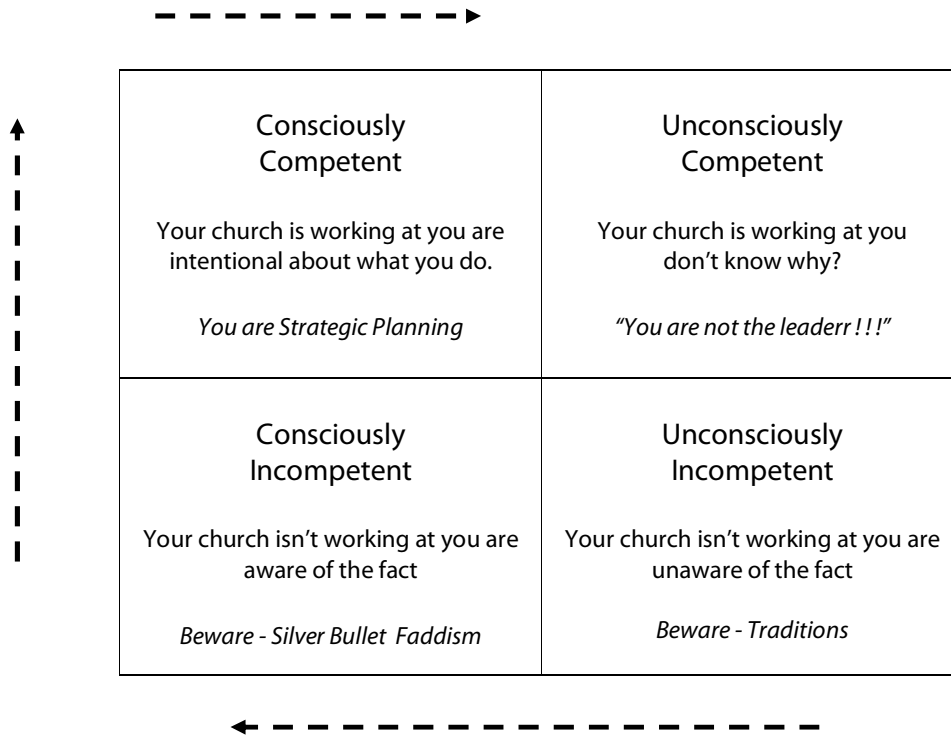 Consciously
Competent
Your church is working at you are
intentional about what you do.
You are Strategic Planning
Unconsciously
Competent
Your church is working at you
don't know why?
“You are not the leaderr ! ! !”
Consciously
Incompetent
Your church isn't working at you are
aware of the fact
Beware - Silver Bullet Faddism
Unconsciously
Incompetent
Your church isn't working at you are
unaware of the fact
Beware - Traditions